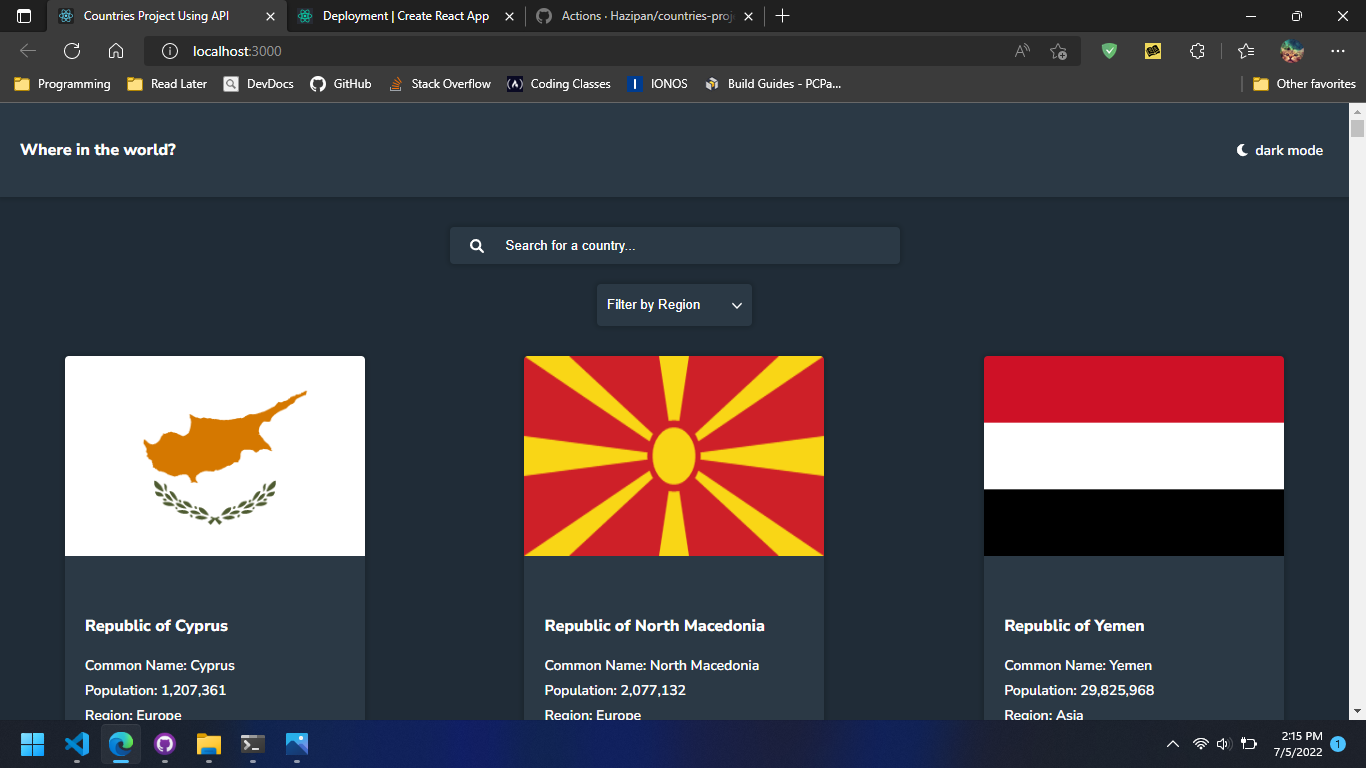 Countries Project Using API
Deployment | Create React App
Actions · Hazipan/countries-proj
localhost:3000
Programming
Read Later
DevDocs
GitHub
Stack Overflow
Coding Classes
IONOS
Build Guides - PCPa...
Other favorites
Where in the world?
dark mode
Search for a country...
Filter by Region
Republic of Cyprus
Common Name: Cyprus
Population: 1,207,361
Region: Europe
Republic of North Macedonia
Common Name: North Macedonia
Population: 2,077,132
Region: Europe
Republic of Yemen
Common Name: Yemen
Population: 29,825,968
Region: Asia
2:15 PM
7/5/2022
1